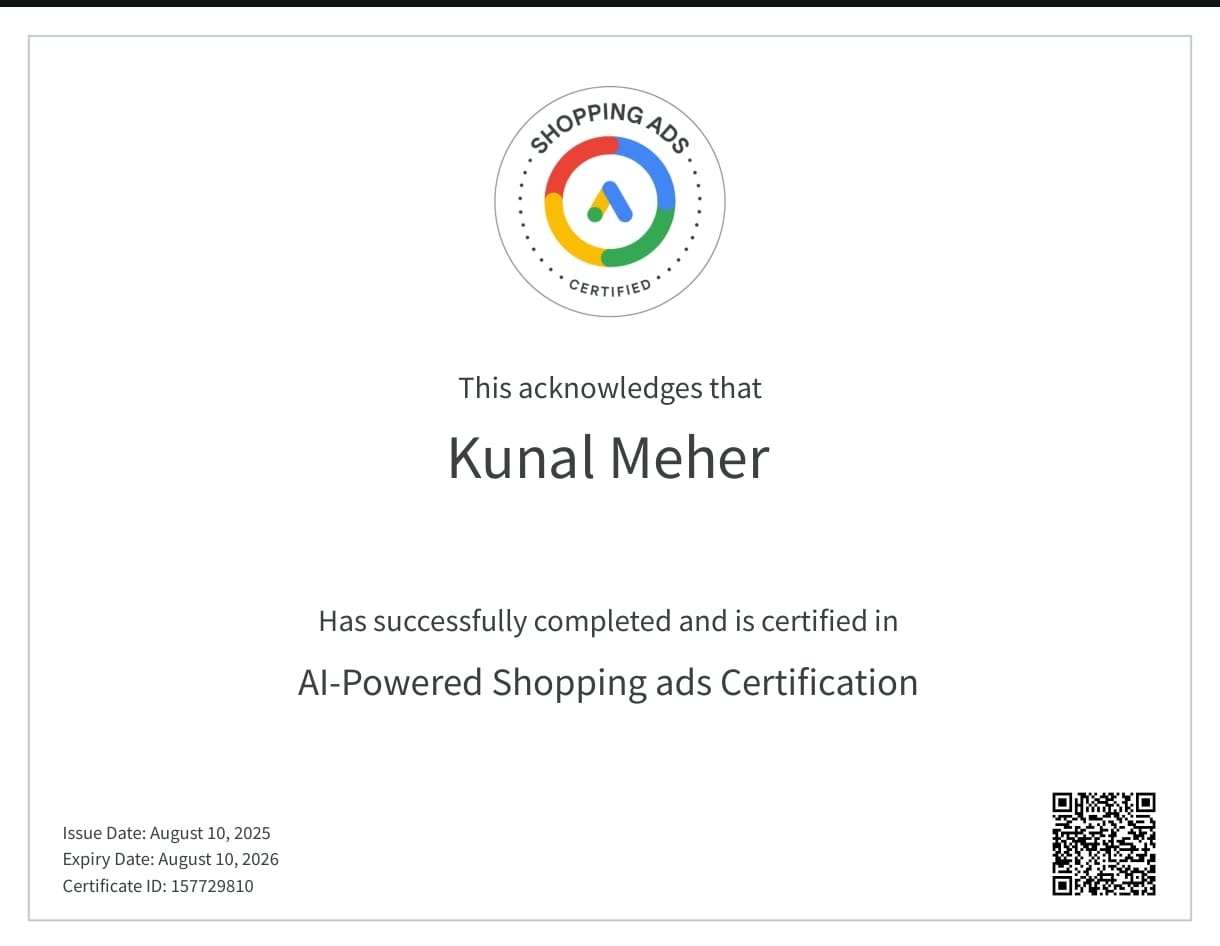 SHOPPING ADS
CERTIFIED
This acknowledges that
Kunal Meher
Has successfully completed and is certified in
AI-Powered Shopping ads Certification
Issue Date: August 10, 2025
Expiry Date: August 10, 2026
Certificate ID: 157729810